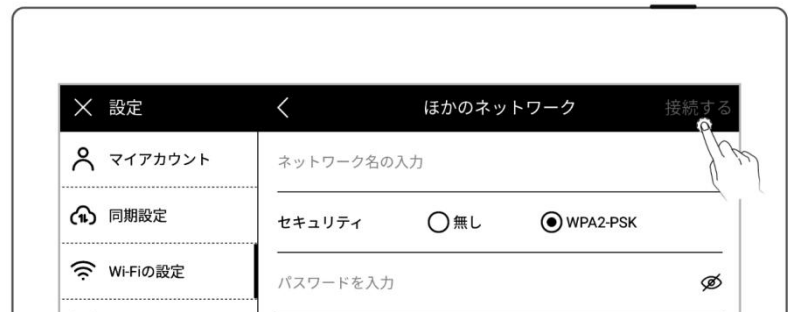 設定
ほかのネットワーク
接続する
マイアカウント
ネットワーク名の入力
同期設定
セキュリティ 無し WPA2-PSK
Wi-Fiの設定
パスワードを入力